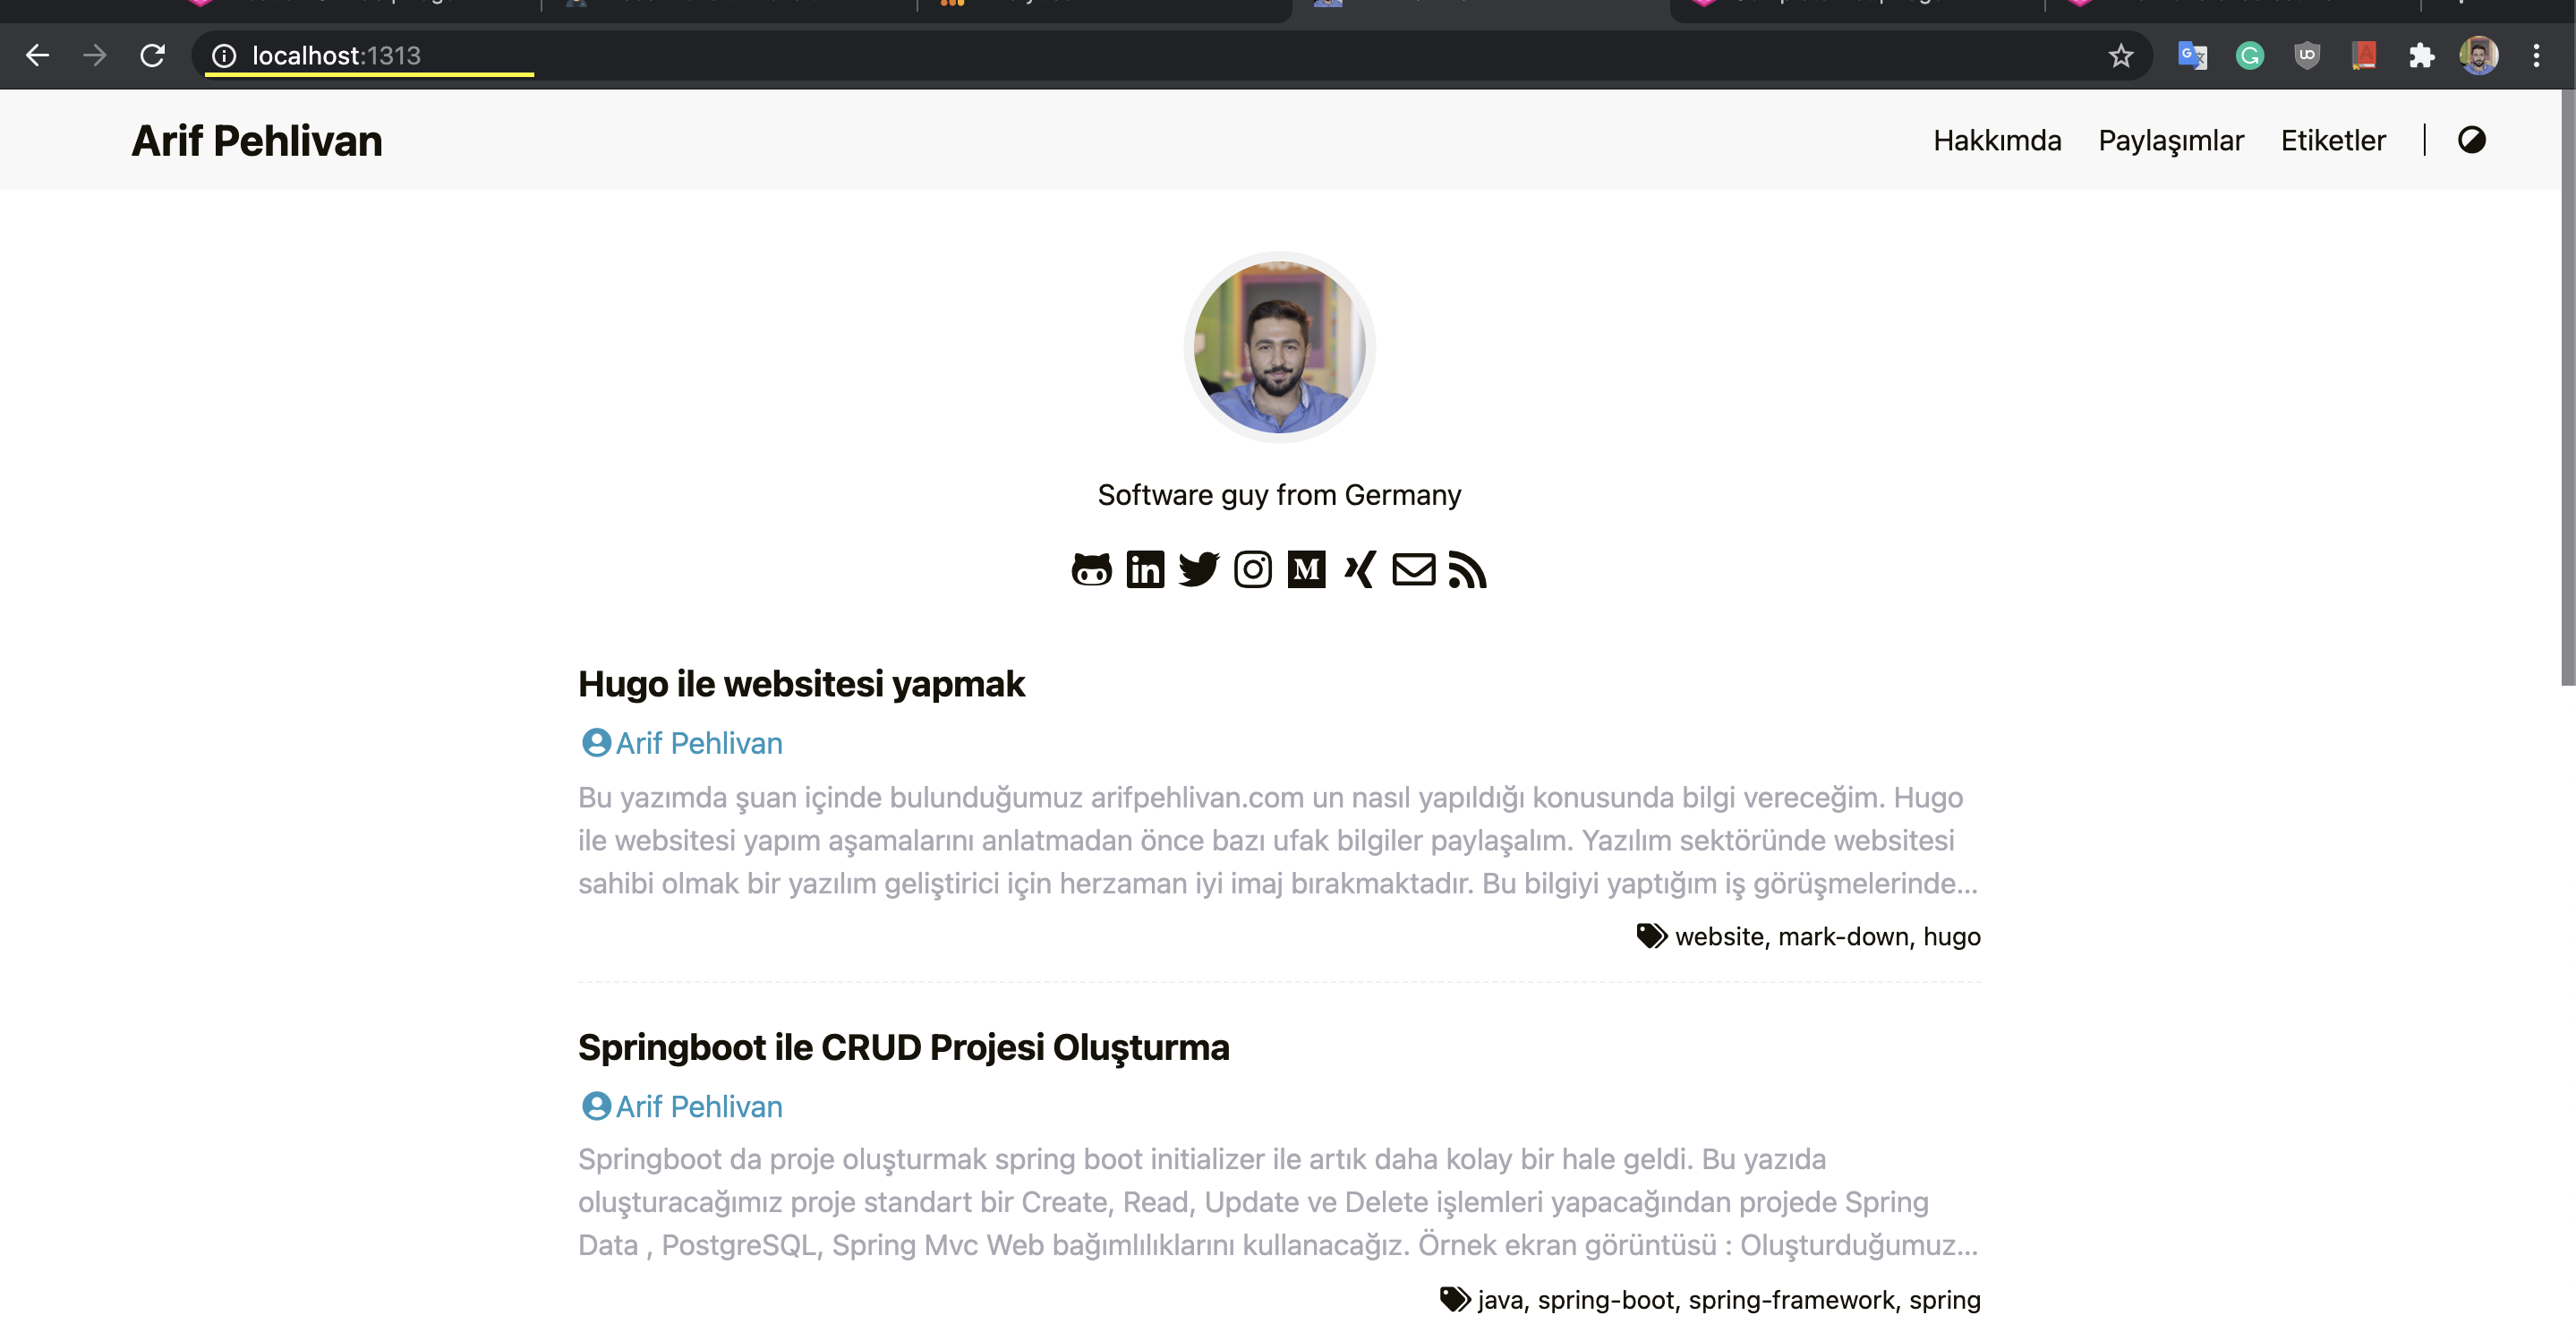 localhost:1313
Arif Pehlivan
Hakkımda Paylaşımlar Etiketler
Software guy from Germany
Hugo ile websitesi yapmak
Arif Pehlivan
Bu yazımda şuan içinde bulunduğumuz arifpehlivan.com un nasıl yapıldığı konusunda bilgi vereceğim. Hugo
ile websitesi yapım aşamalarını anlatmadan önce bazı ufak bilgiler paylaşalım. Yazılım sektöründe websitesi
sahibi olmak bir yazılım geliştirici için herzaman iyi imaj bırakmaktadır. Bu bilgiyi yaptığım iş görüşmelerinde...
website, mark-down, hugo
Springboot ile CRUD Projesi Oluşturma
Arif Pehlivan
Springboot da proje oluşturmak spring boot initializer ile artık daha kolay bir hale geldi. Bu yazıda
oluşturacağımız proje standart bir Create, Read, Update ve Delete işlemleri yapacağından projede Spring
Data , PostgreSQL, Spring Mvc Web bağımlılıklarını kullanacağız. Örnek ekran görüntüsü : Oluşturduğumuz...
java, spring-boot, spring-framework, spring